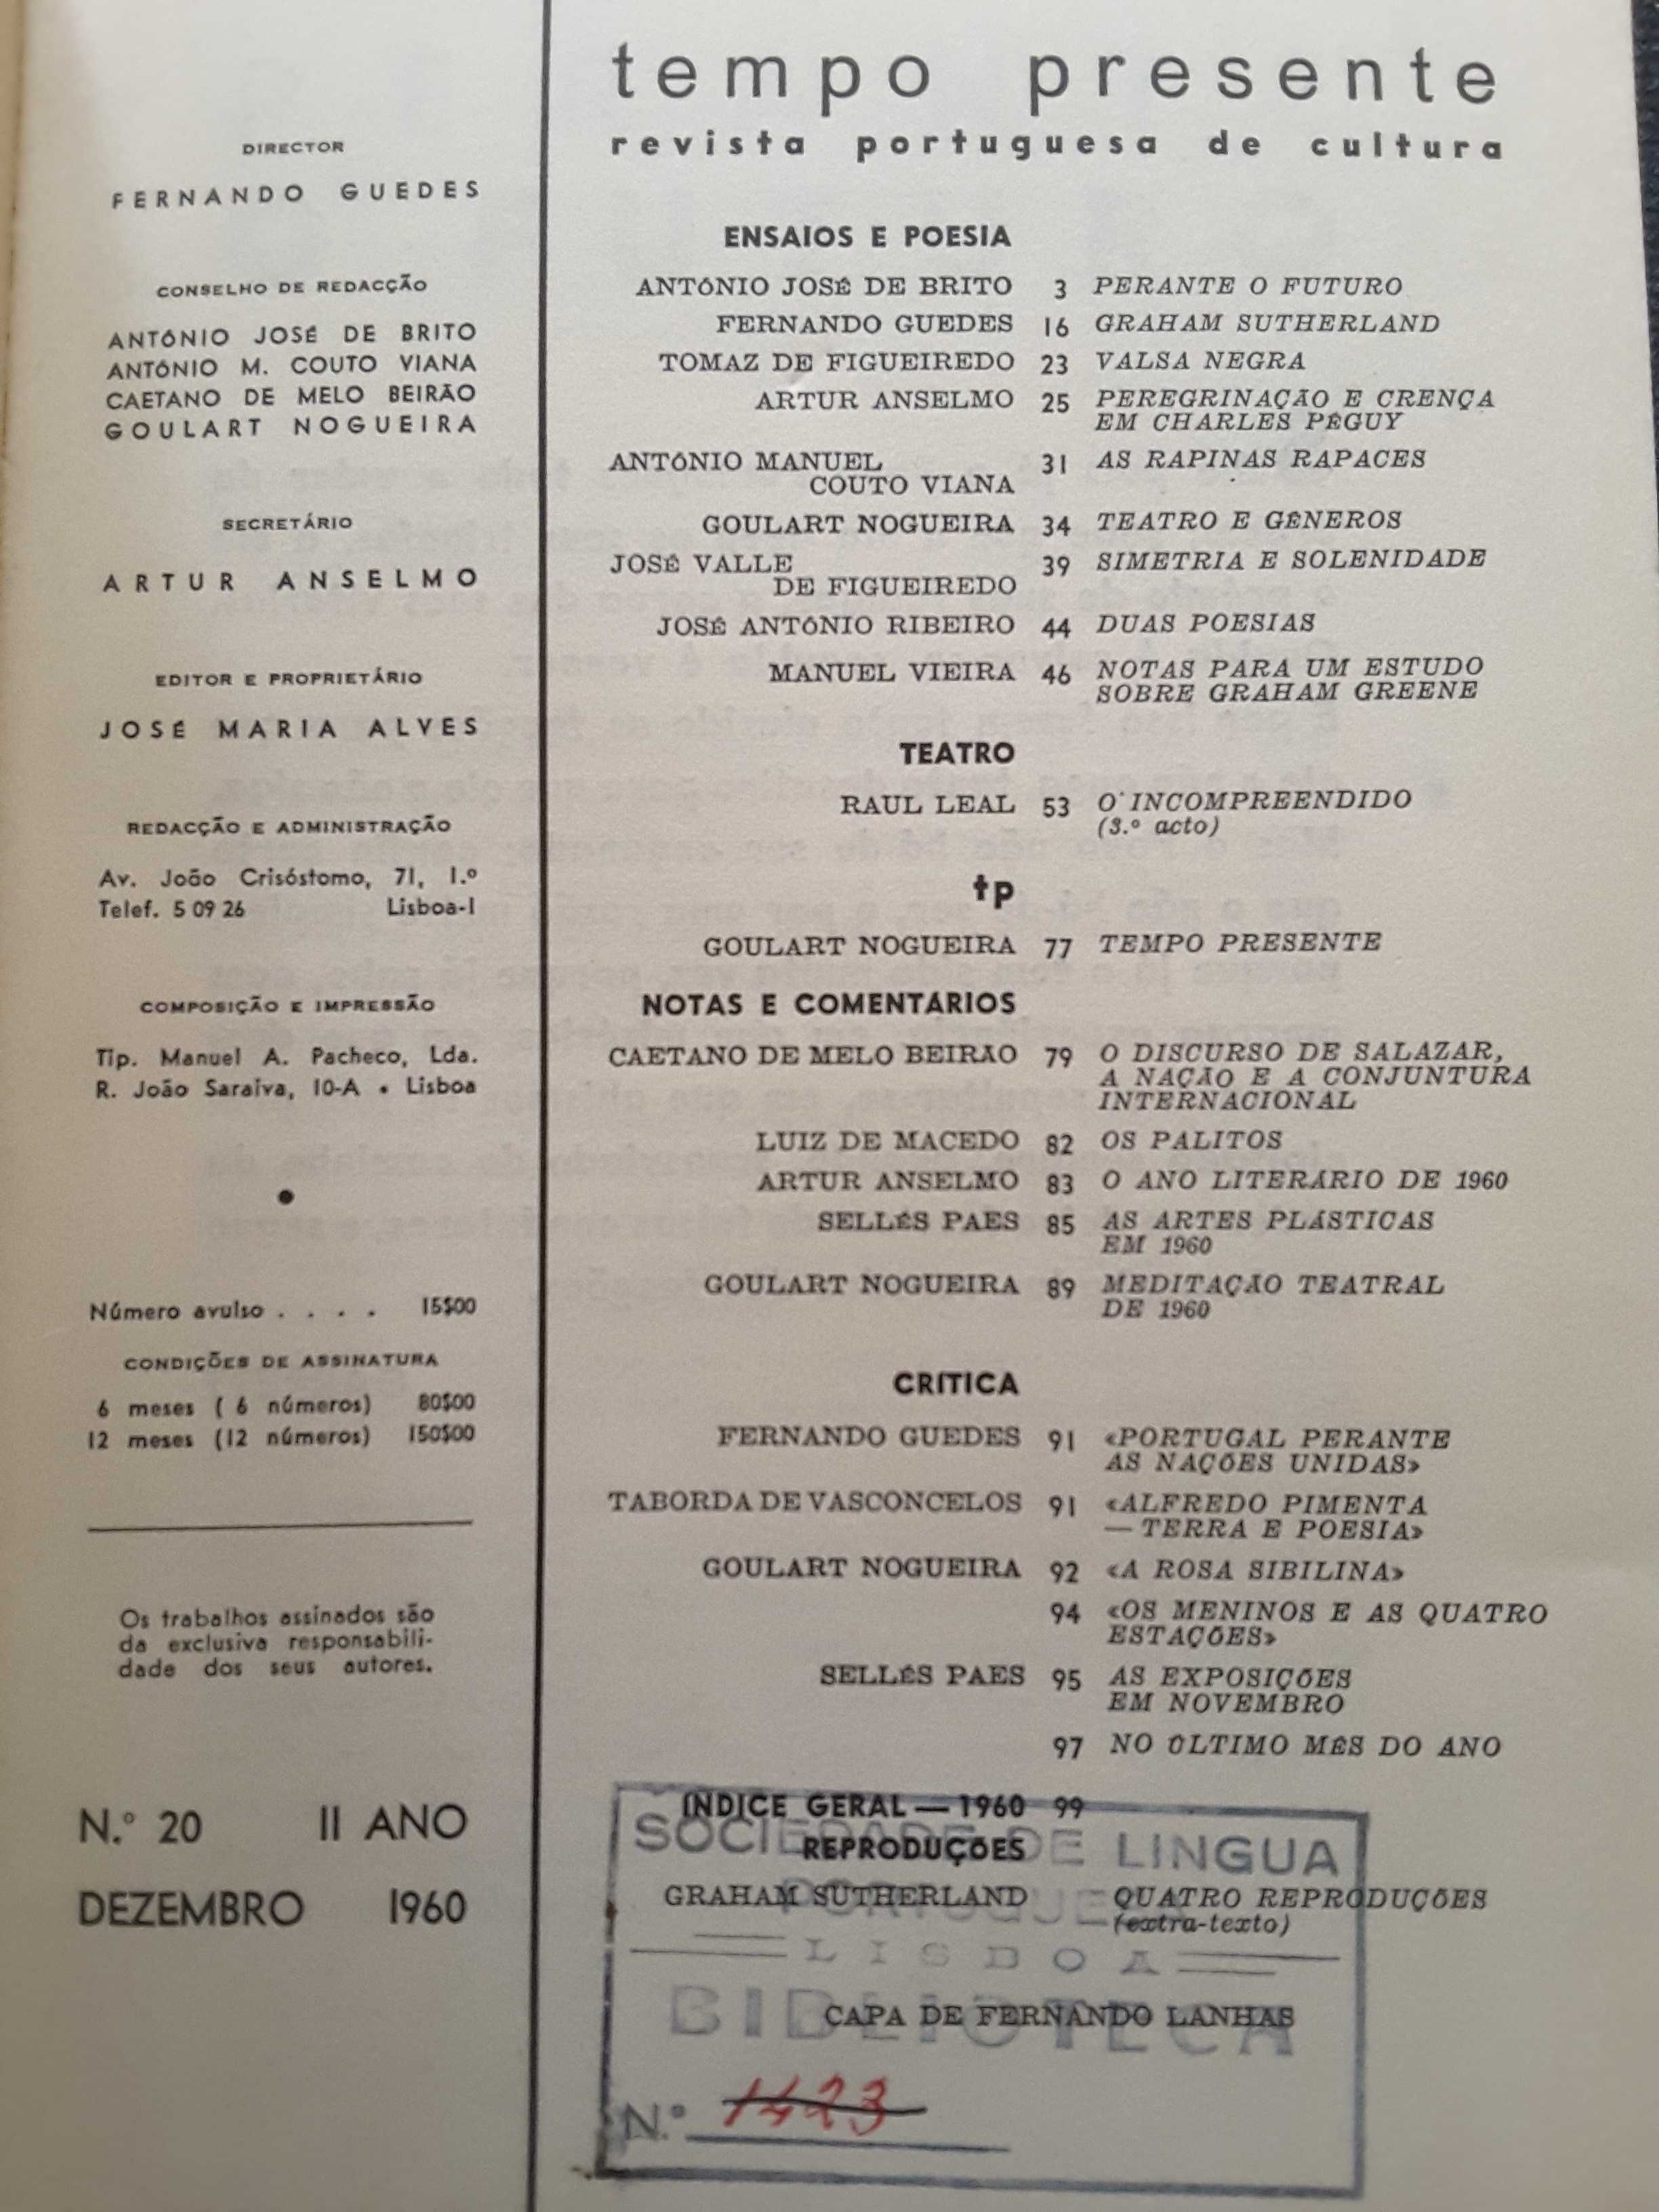 DIRECTOR
FERNANDO GUEDES
CONSELHO DE REDACÇÃO
ANTÓNIO JOSÉ DE BRITO
ANTÓNIO M. COUTO VIANA
CAETANO DE MELO BEIRÃO
GOULART NOGUEIRA
SECRETÁRIO
ARTUR ANSELMO
EDITOR E PROPRIETÁRIO
JOSÉ MARIA ALVES
REDACÇÃO E ADMINISTRAÇÃO
Av. João Crisóstomo, 71, 1.º
Telef. 5 09 26 Lisboa-1
COMPOSIÇÃO E IMPRESSÃO
Tip. Manuel A. Pacheco, Lda.
R. João Saraiva, 10-A • Lisboa
•
Número avulso . . . . 15$00
CONDIÇÕES DE ASSINATURA
6 meses ( 6 números) 80$00
12 meses (12 números) 150$00
Os trabalhos assinados são
da exclusiva responsabili-
dade dos seus autores.
N.º 20 II ANO
DEZEMBRO 1960
tempo presente
revista portuguesa de cultura
ENSAIOS E POESIA
ANTÓNIO JOSÉ DE BRITO 3 PERANTE O FUTURO
FERNANDO GUEDES 16 GRAHAM SUTHERLAND
TOMAZ DE FIGUEIREDO 23 VALSA NEGRA
ARTUR ANSELMO 25 PEREGRINAÇÃO E CRENÇA
EM CHARLES PÉGUY
ANTÓNIO MANUEL 31 AS RAPINAS RAPACES
COUTO VIANA
GOULART NOGUEIRA 34 TEATRO E GÉNEROS
JOSÉ VALLE 39 SIMETRIA E SOLENIDADE
DE FIGUEIREDO
JOSÉ ANTÓNIO RIBEIRO 44 DUAS POESIAS
MANUEL VIEIRA 46 NOTAS PARA UM ESTUDO
SOBRE GRAHAM GREENE
TEATRO
RAUL LEAL 53 O INCOMPREENDIDO
(3.º acto)
tp
GOULART NOGUEIRA 77 TEMPO PRESENTE
NOTAS E COMENTÁRIOS
CAETANO DE MELO BEIRÃO 79 O DISCURSO DE SALAZAR,
A NAÇÃO E A CONJUNTURA
INTERNACIONAL
LUIZ DE MACEDO 82 OS PALITOS
ARTUR ANSELMO 83 O ANO LITERÁRIO DE 1960
SELLÉS PAES 85 AS ARTES PLÁSTICAS
EM 1960
GOULART NOGUEIRA 89 MEDITAÇÃO TEATRAL
DE 1960
CRÍTICA
FERNANDO GUEDES 91 «PORTUGAL PERANTE
AS NAÇÕES UNIDAS»
TABORDA DE VASCONCELOS 91 «ALFREDO PIMENTA
— TERRA E POESIA»
GOULART NOGUEIRA 92 «A ROSA SIBILINA»
94 «OS MENINOS E AS QUATRO
ESTAÇÕES»
SELLÉS PAES 95 AS EXPOSIÇÕES
EM NOVEMBRO
97 NO ÚLTIMO MÊS DO ANO
ÍNDICE GERAL — 1960 99
REPRODUÇÕES
GRAHAM SUTHERLAND QUATRO REPRODUÇÕES
(extra-texto)
CAPA DE FERNANDO LANHAS
SOCIEDADE DE LINGUA
PORTUGUESA
LISBOA
BIBLIOTECA
N.º 1423